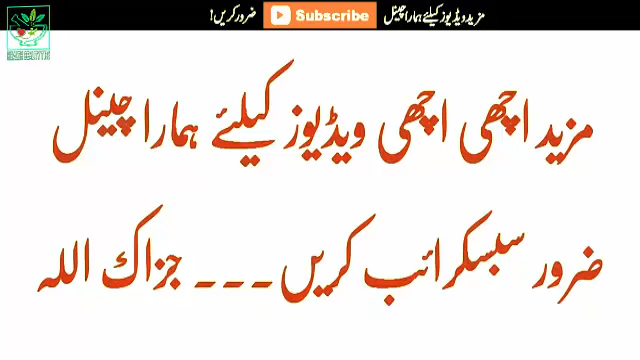 مزید ویڈیوز کیلئے ہمارا چینل Subscribe ضرور کریں!
مزید اچھی اچھی ویڈیوز کیلئے ہمارا چینل
ضرور سبسکرائب کریں۔۔۔ جزاک اللہ